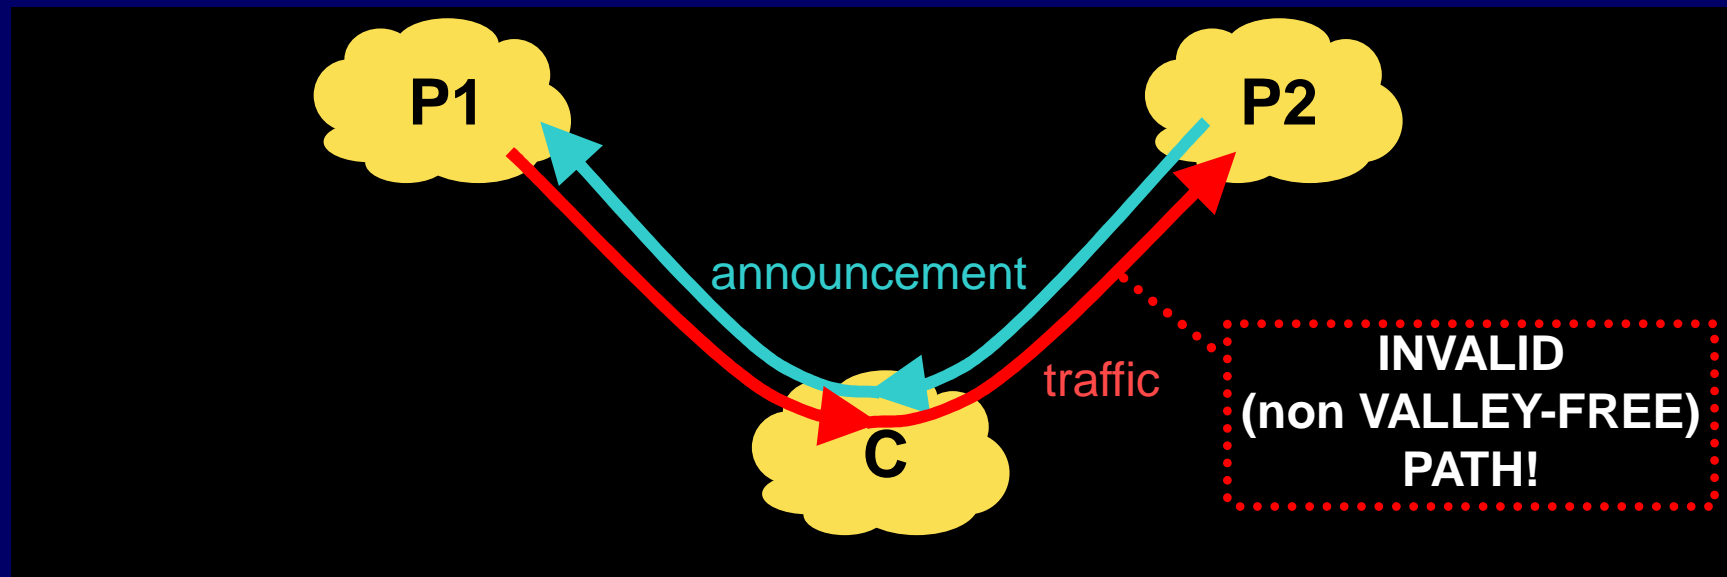 P1
P2
announcement
traffic
C
INVALID
(non VALLEY-FREE)
PATH!